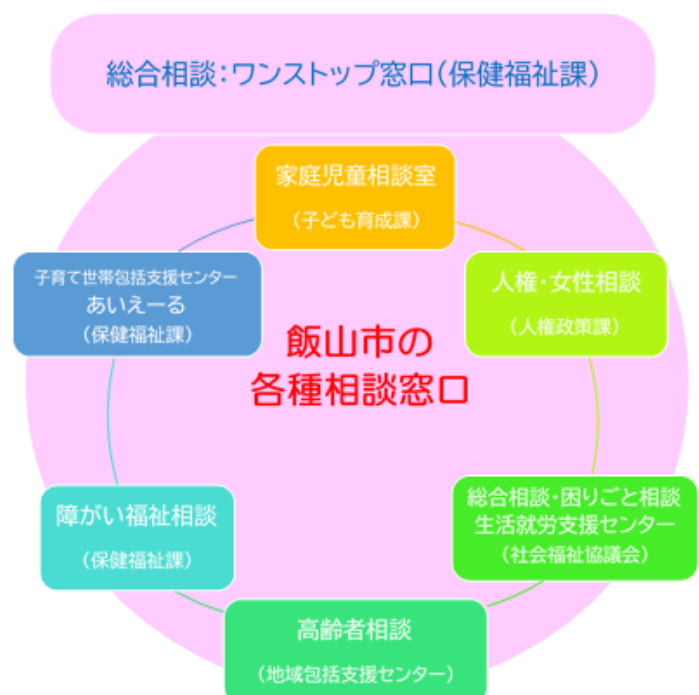 総合相談：ワンストップ窓口（保健福祉課）
家庭児童相談室
（子ども育成課）
人権・女性相談
（人権政策課）
総合相談・困りごと相談
生活就労支援センター
（社会福祉協議会）
高齢者相談
（地域包括支援センター）
障がい福祉相談
（保健福祉課）
子育て世帯包括支援センター
あいえーる
（保健福祉課）
飯山市の
各種相談窓口